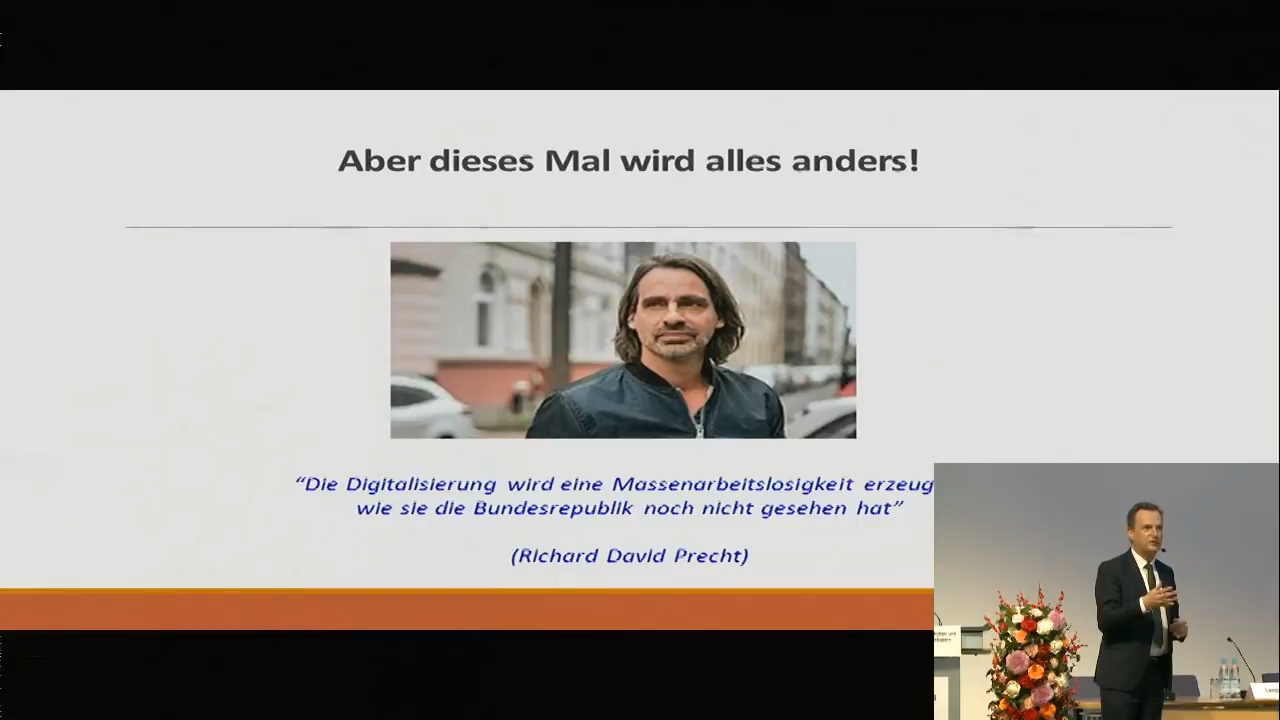 Aber dieses Mal wird alles anders!
“Die Digitalisierung wird eine Massenarbeitslosigkeit erzeug
wie sie die Bundesrepublik noch nicht gesehen hat”
(Richard David Precht)